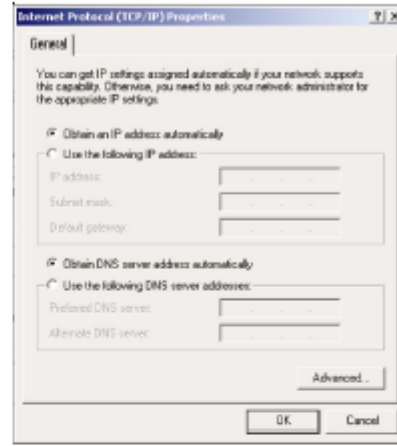 Internet Protocol (TCP/IP) Properties
General
You can get IP settings assigned automatically if your network supports
this capability. Otherwise, you need to ask your network administrator for
the appropriate IP settings.
Obtain an IP address automatically
Use the following IP address:
IP address:
Subnet mask:
Default gateway:
Obtain DNS server address automatically
Use the following DNS server addresses:
Preferred DNS server:
Alternate DNS server:
Advanced...
OK Cancel